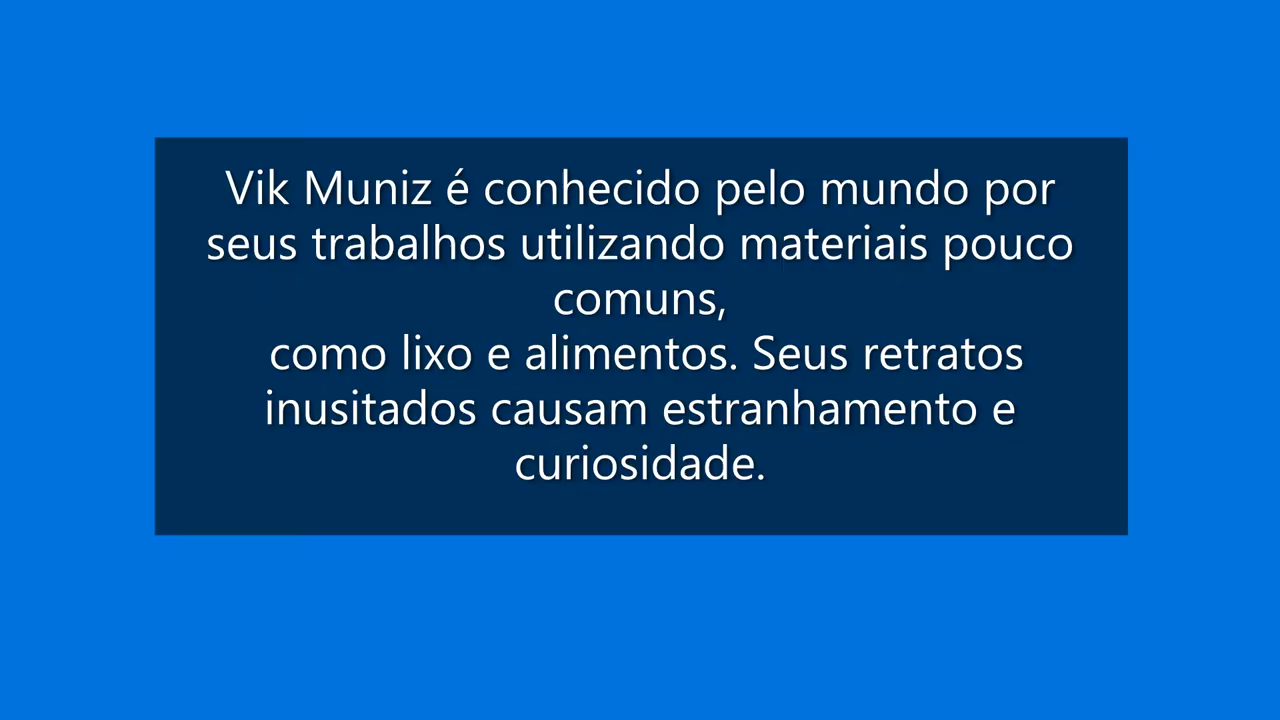 Vik Muniz é conhecido pelo mundo por
seus trabalhos utilizando materiais pouco
comuns,
como lixo e alimentos. Seus retratos
inusitados causam estranhamento e
curiosidade.